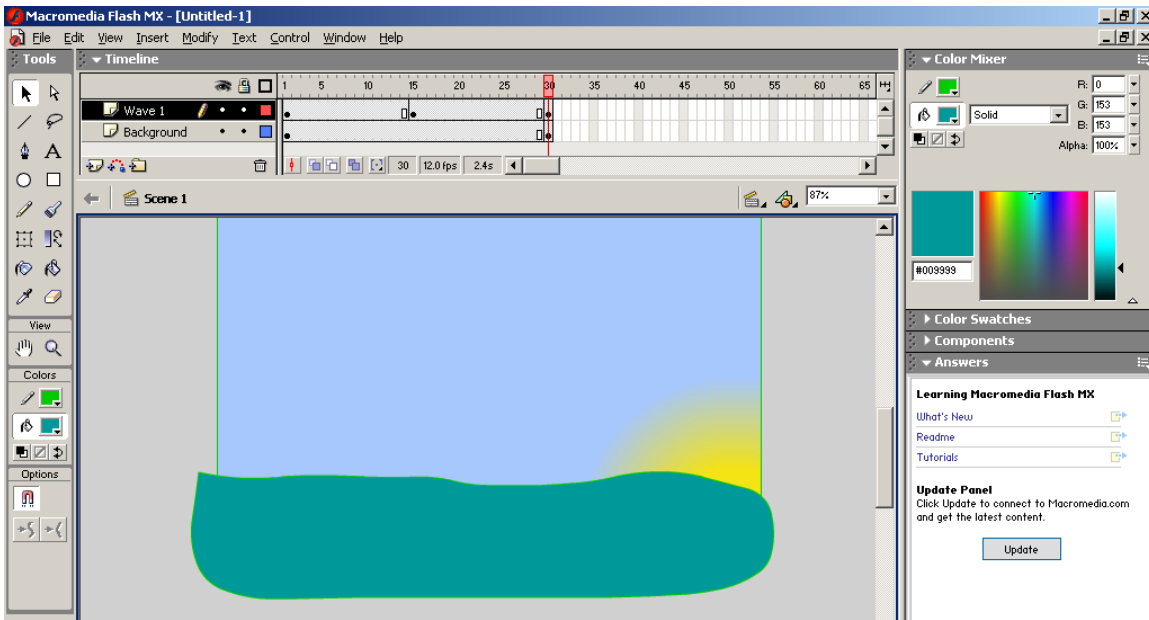 Macromedia Flash MX - [Untitled-1]
File Edit View Insert Modify Text Control Window Help
Tools
Timeline
1 5 10 15 20 25 30 35 40 45 50 55 60 65
Wave 1
Background
30 12.0 fps 2.4s
Scene 1
87%
A
View
Colors
Options
Color Mixer
R: 0
Solid
G: 153
B: 153
Alpha: 100%
#009999
Color Swatches
Components
Answers
Learning Macromedia Flash MX
What's New
Readme
Tutorials
Update Panel
Click Update to connect to Macromedia.com
and get the latest content.
Update